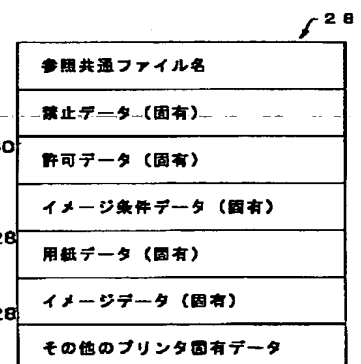 28
参照共通ファイル名
禁止データ（固有）
許可データ（固有）
イメージ条件データ（固有）
28
用紙データ（固有）
イメージデータ（固有）
28
その他のプリンタ固有データ